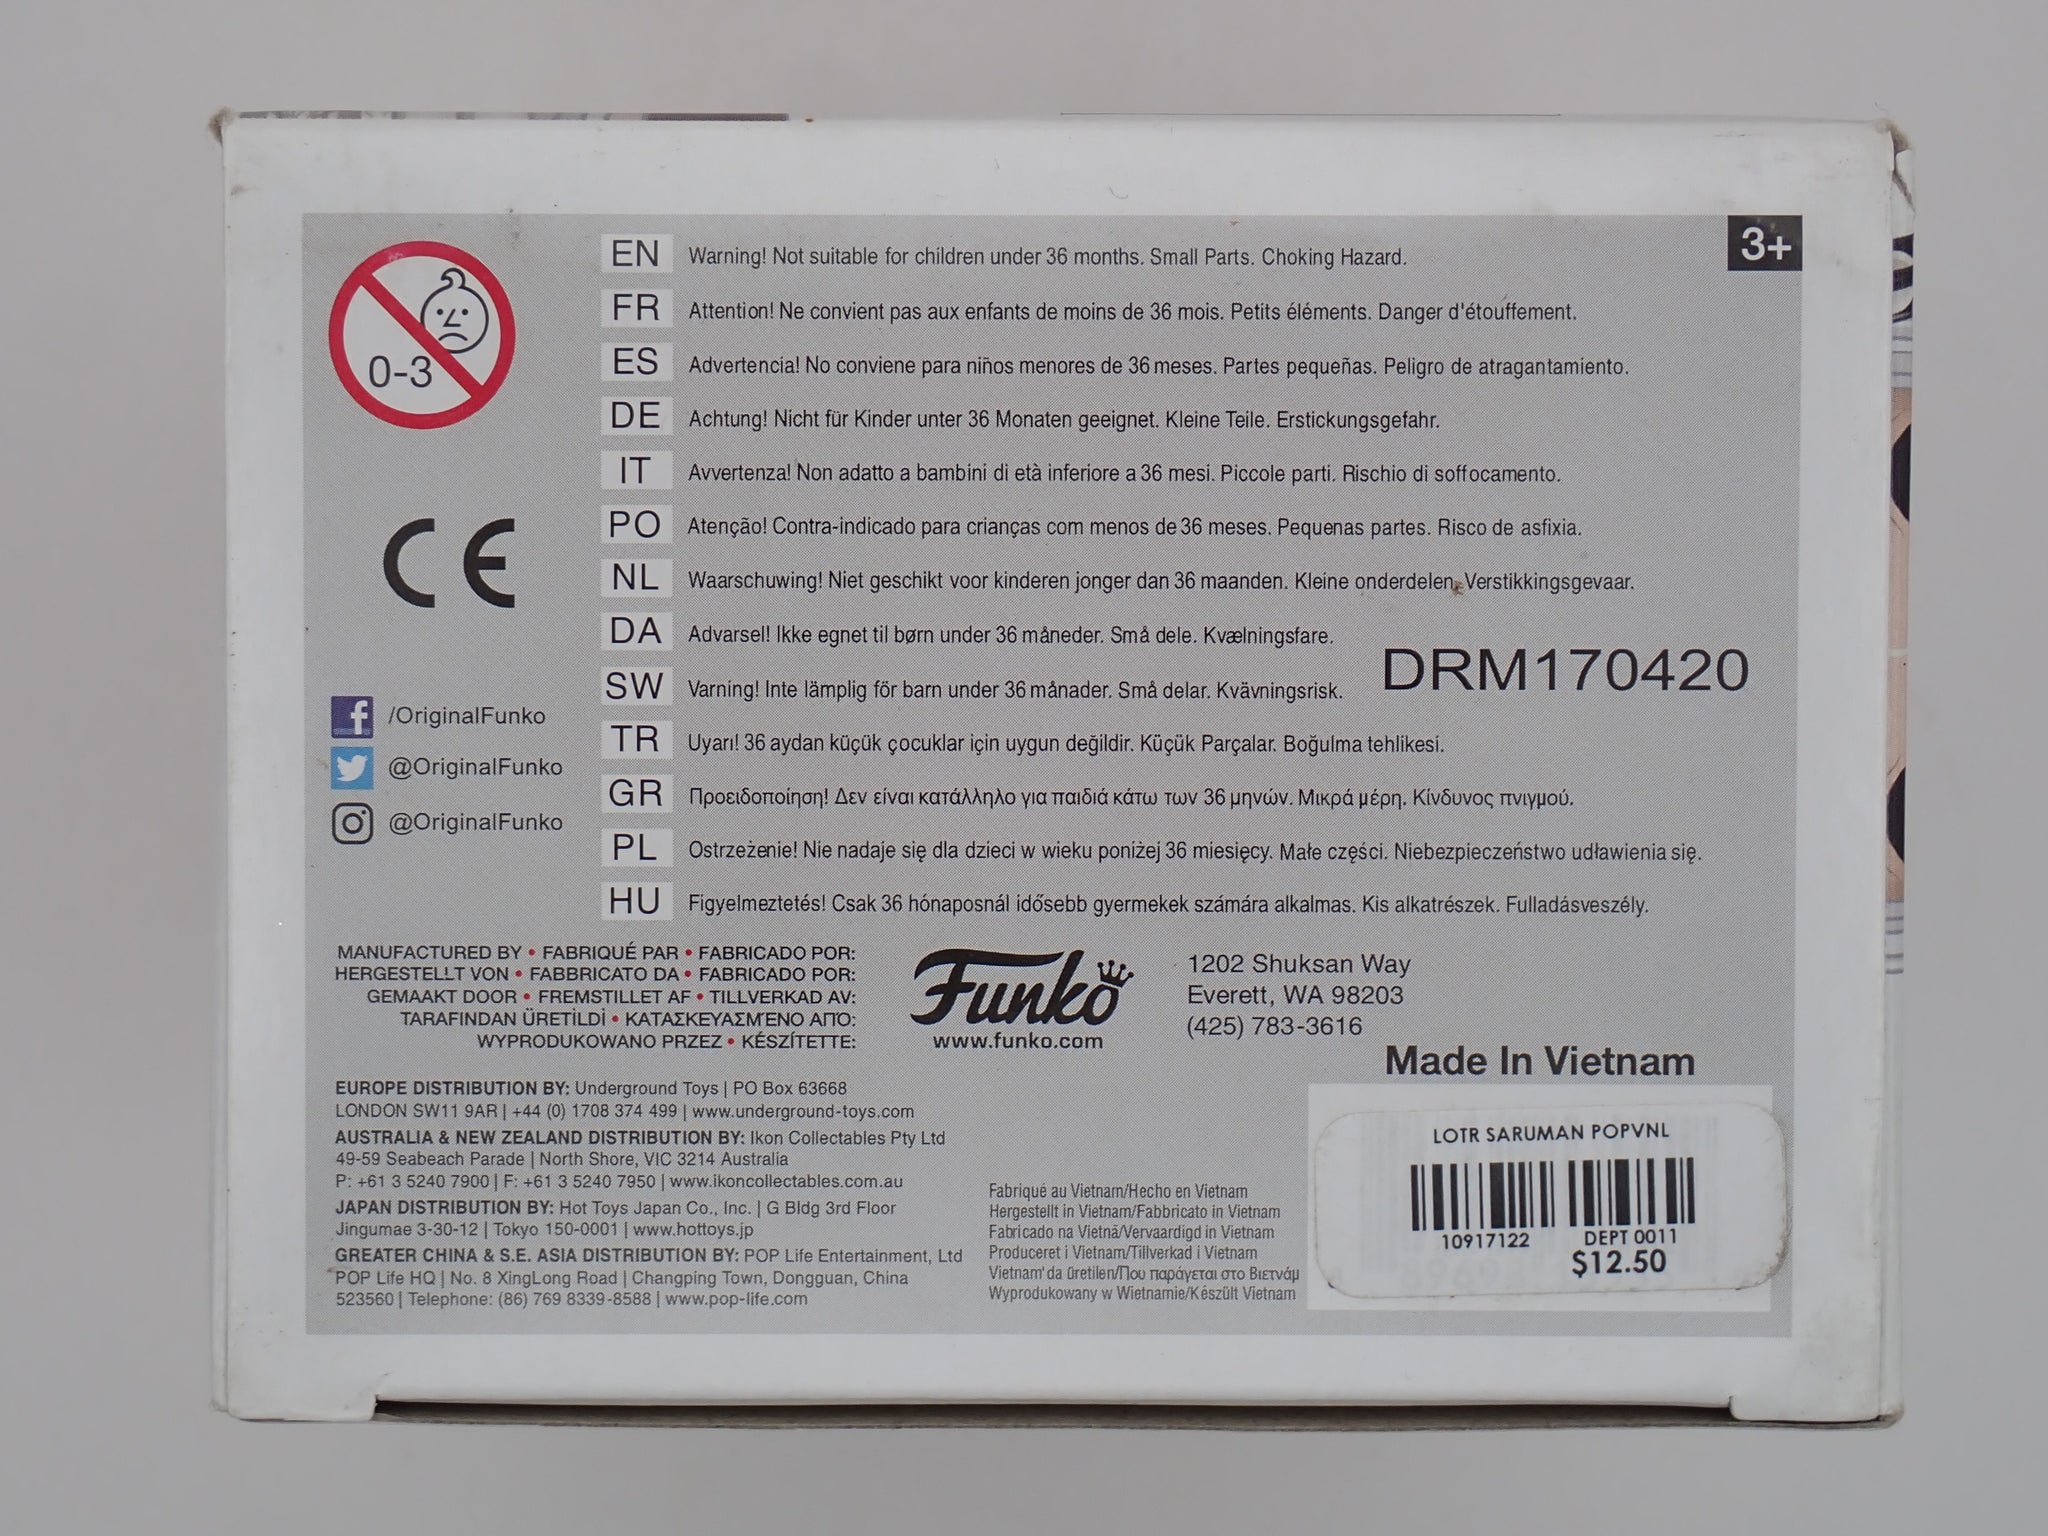 3+
0-3
EN Warning! Not suitable for children under 36 months. Small Parts. Choking Hazard.
FR Attention! Ne convient pas aux enfants de moins de 36 mois. Petits éléments. Danger d'étouffement.
ES Advertencia! No conviene para niños menores de 36 meses. Partes pequeñas. Peligro de atragantamiento.
DE Achtung! Nicht für Kinder unter 36 Monaten geeignet. Kleine Teile. Erstickungsgefahr.
IT Avvertenza! Non adatto a bambini di età inferiore a 36 mesi. Piccole parti. Rischio di soffocamento.
PO Atenção! Contra-indicado para crianças com menos de 36 meses. Pequenas partes. Risco de asfixia.
NL Waarschuwing! Niet geschikt voor kinderen jonger dan 36 maanden. Kleine onderdelen. Verstikkingsgevaar.
DA Advarsel! Ikke egnet til børn under 36 måneder. Små dele. Kvælningsfare.
SW Varning! Inte lämplig för barn under 36 månader. Små delar. Kvävningsrisk.
TR Uyarı! 36 aydan küçük çocuklar için uygun değildir. Küçük Parçalar. Boğulma tehlikesi.
GR Προειδοποίηση! Δεν είναι κατάλληλο για παιδιά κάτω των 36 μηνών. Μικρά μέρη. Κίνδυνος πνιγμού.
PL Ostrzeżenie! Nie nadaje się dla dzieci w wieku poniżej 36 miesięcy. Małe części. Niebezpieczeństwo udławienia się.
HU Figyelmeztetés! Csak 36 hónaposnál idősebb gyermekek számára alkalmas. Kis alkatrészek. Fulladásveszély.
CE
DRM170420
/OriginalFunko
@OriginalFunko
@OriginalFunko
MANUFACTURED BY • FABRIQUÉ PAR • FABRICADO POR:
HERGESTELLT VON • FABBRICATO DA • FABRICADO POR:
GEMAAKT DOOR • FREMSTILLET AF • TILLVERKAD AV:
TARAFINDAN ÜRETİLDİ • ΚΑΤΑΣΚΕΥΑΣΜΈΝΟ ΑΠΌ:
WYPRODUKOWANO PRZEZ • KÉSZÍTETTE:
Funko
www.funko.com
1202 Shuksan Way
Everett, WA 98203
(425) 783-3616
Made In Vietnam
EUROPE DISTRIBUTION BY: Underground Toys | PO Box 63668
LONDON SW11 9AR | +44 (0) 1708 374 499 | www.underground-toys.com
AUSTRALIA & NEW ZEALAND DISTRIBUTION BY: Ikon Collectables Pty Ltd
49-59 Seabeach Parade | North Shore, VIC 3214 Australia
P: +61 3 5240 7900 | F: +61 3 5240 7950 | www.ikoncollectables.com.au
JAPAN DISTRIBUTION BY: Hot Toys Japan Co., Inc. | G Bldg 3rd Floor
Jingumae 3-30-12 | Tokyo 150-0001 | www.hottoys.jp
GREATER CHINA & S.E. ASIA DISTRIBUTION BY: POP Life Entertainment, Ltd
POP Life HQ | No. 8 XingLong Road | Changping Town, Dongguan, China
523560 | Telephone: (86) 769 8339-8588 | www.pop-life.com
Fabriqué au Vietnam/Hecho en Vietnam
Hergestellt in Vietnam/Fabbricato in Vietnam
Fabricado na Vietnã/Vervaardigd in Vietnam
Produceret i Vietnam/Tillverkad i Vietnam
Vietnam'da üretilen/Που παράγεται στο Βιετνάμ
Wyprodukowany w Wietnamie/Készült Vietnam
LOTR SARUMAN POPVNL
10917122
DEPT 0011
$12.50